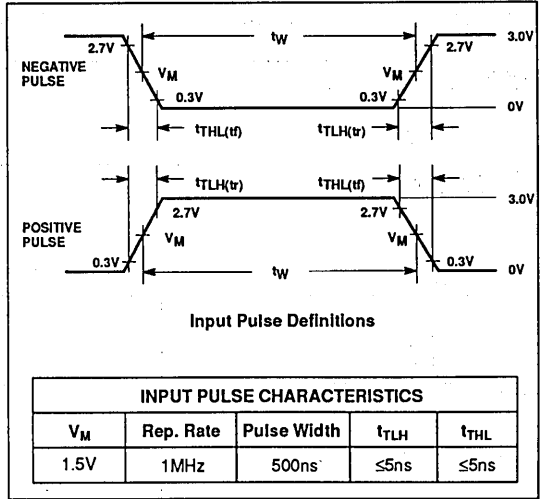 tW
2.7V 2.7V 3.0V
NEGATIVE
PULSE
VM VM
0.3V 0.3V
0V
tTHL(tf) tTLH(tr)
tTLH(tr) tTHL(tf)
3.0V
2.7V 2.7V
POSITIVE
PULSE
VM VM
0.3V 0.3V
tW 0V
Input Pulse Definitions
INPUT PULSE CHARACTERISTICS
VM Rep. Rate Pulse Width tTLH tTHL
1.5V 1MHz 500ns ≤5ns ≤5ns